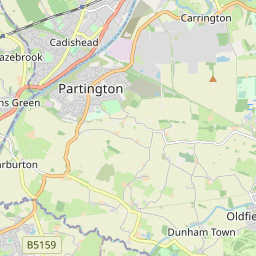 Carrington
Cadishead
azebrook
Partington
ns Green
arburton
Oldfie
Dunham Town
B5159